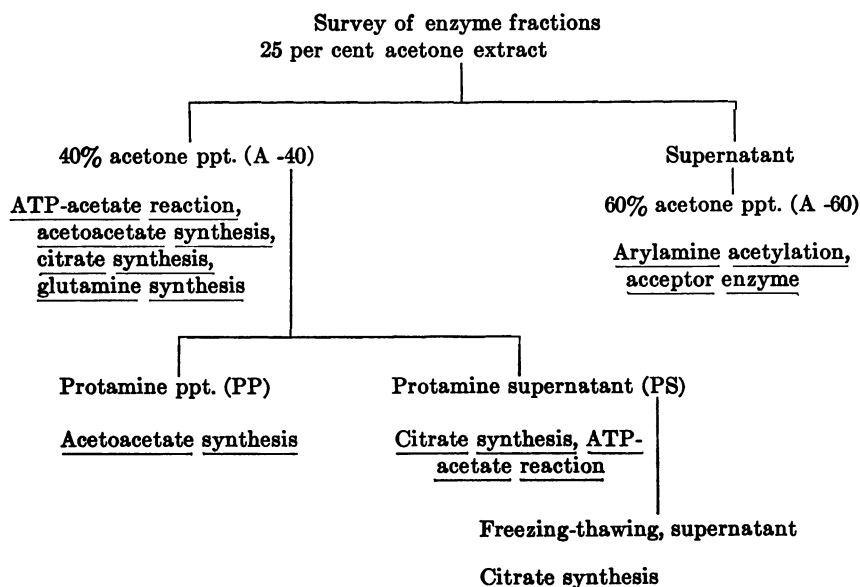 Survey of enzyme fractions
25 per cent acetone extract
40% acetone ppt. (A -40)
ATP-acetate reaction,
acetoacetate synthesis,
citrate synthesis,
glutamine synthesis
Supernatant
60% acetone ppt. (A -60)
Arylamine acetylation,
acceptor enzyme
Protamine ppt. (PP)
Acetoacetate synthesis
Protamine supernatant (PS)
Citrate synthesis, ATP-
acetate reaction
Freezing-thawing, supernatant
Citrate synthesis